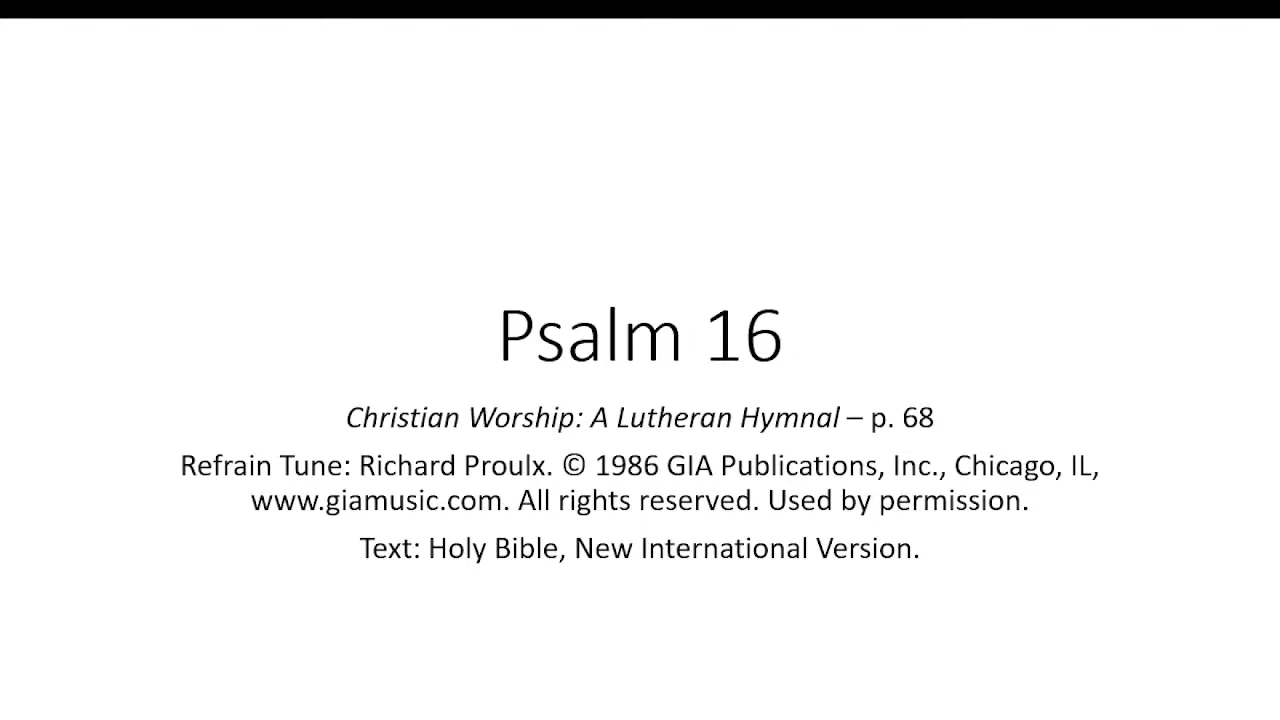 Psalm 16
Christian Worship: A Lutheran Hymnal – p. 68
Refrain Tune: Richard Proulx. © 1986 GIA Publications, Inc., Chicago, IL,
www.giamusic.com. All rights reserved. Used by permission.
Text: Holy Bible, New International Version.